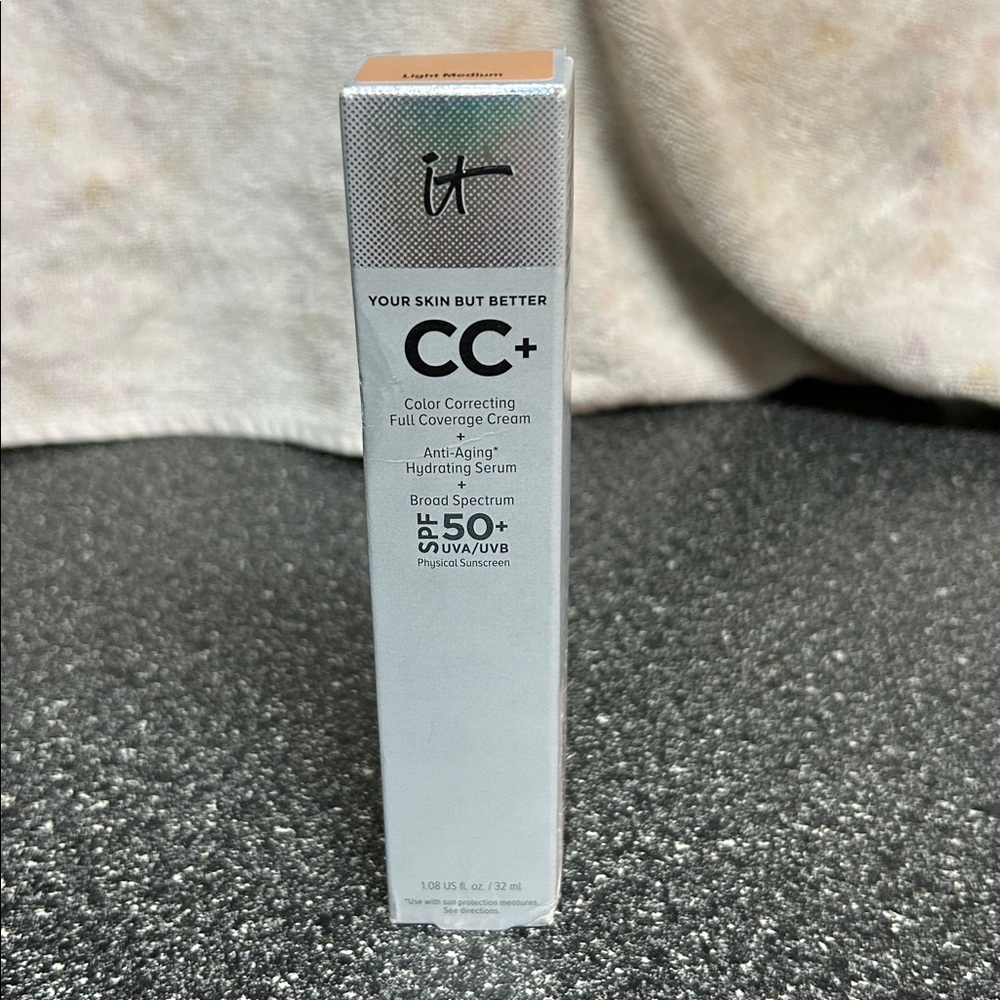 Light Medium
it
YOUR SKIN BUT BETTER
CC+
Color Correcting
Full Coverage Cream
+
Anti-Aging*
Hydrating Serum
+
Broad Spectrum
SPF 50+
UVA/UVB
Physical Sunscreen
1.08 US fl. oz. / 32 ml
*Use with sun protection measures.
See directions.